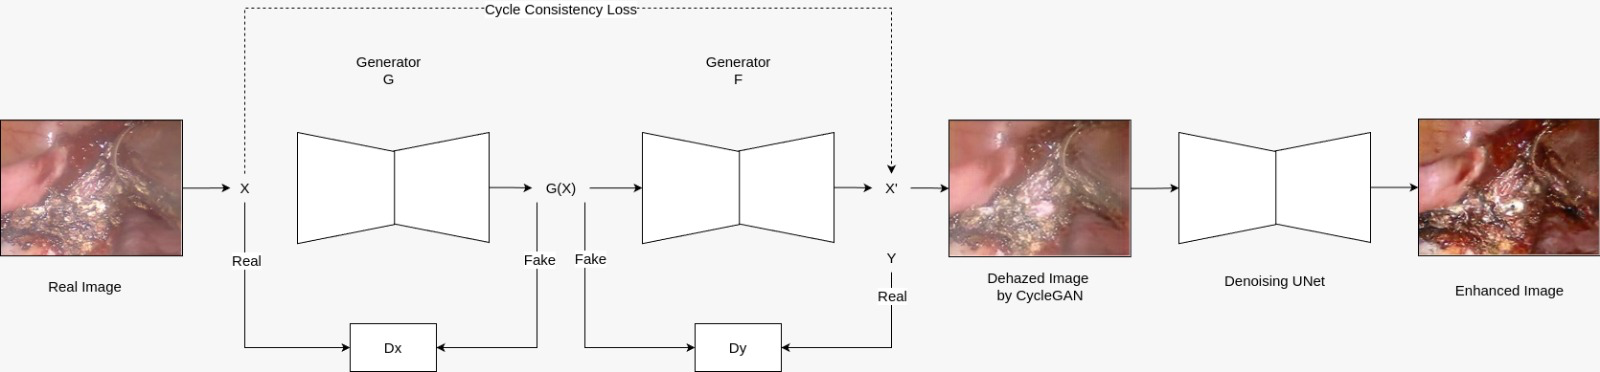 Cycle Consistency Loss
Generator
G
Generator
F
X
G(X)
X'
Y
Real
Fake
Fake
Real
Dx
Dy
Real Image
Dehazed Image
by CycleGAN
Denoising UNet
Enhanced Image